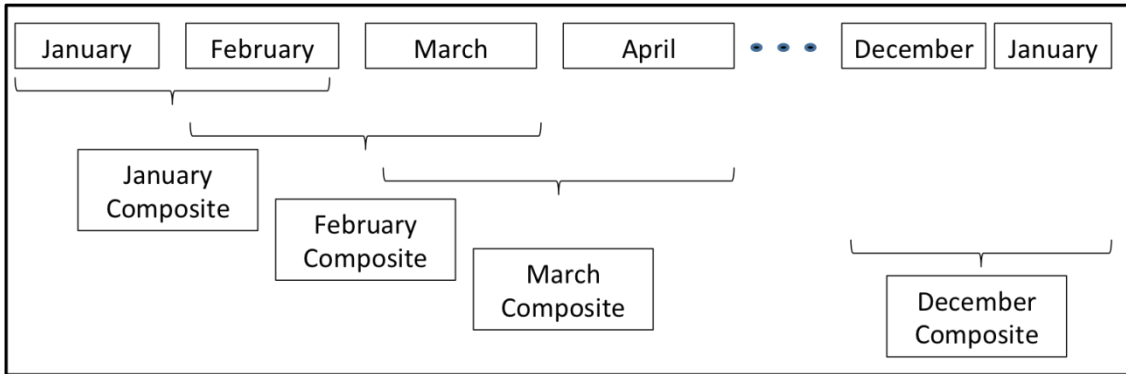 January February March April December January
January
Composite
February
Composite
March
Composite
December
Composite